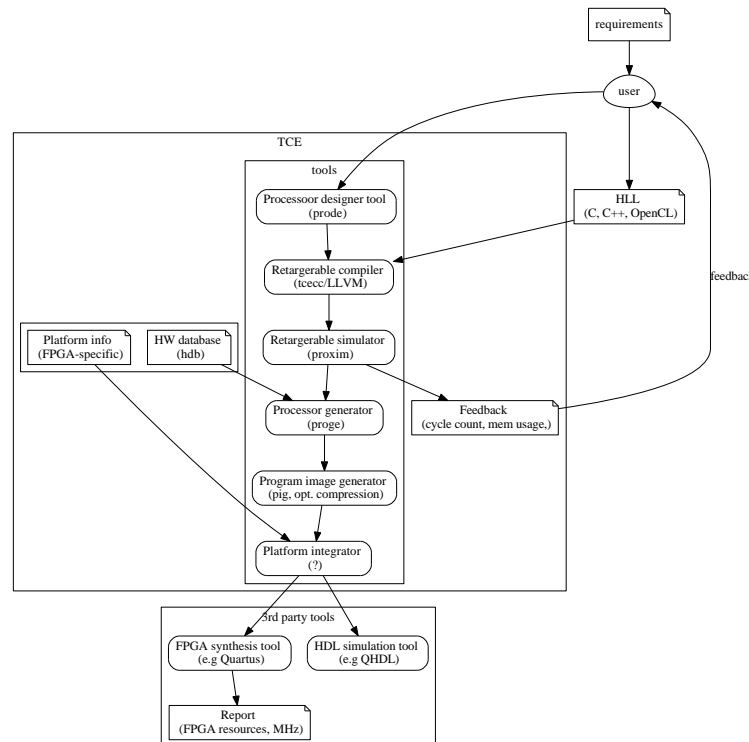 requirements
user
TCE
tools
Processoor designer tool
(prode)
HLL
(C, C++, OpenCL)
Retargerable compiler
(tcecc/LLVM)
feedback
Platform info
(FPGA-specific)
HW database
(hdb)
Retargerable simulator
(proxim)
Processor generator
(proge)
Feedback
(cycle count, mem usage,)
Program image generator
(pig, opt. compression)
Platform integrator
(?)
3rd party tools
FPGA synthesis tool
(e.g Quartus)
HDL simulation tool
(e.g QHDL)
Report
(FPGA resources, MHz)